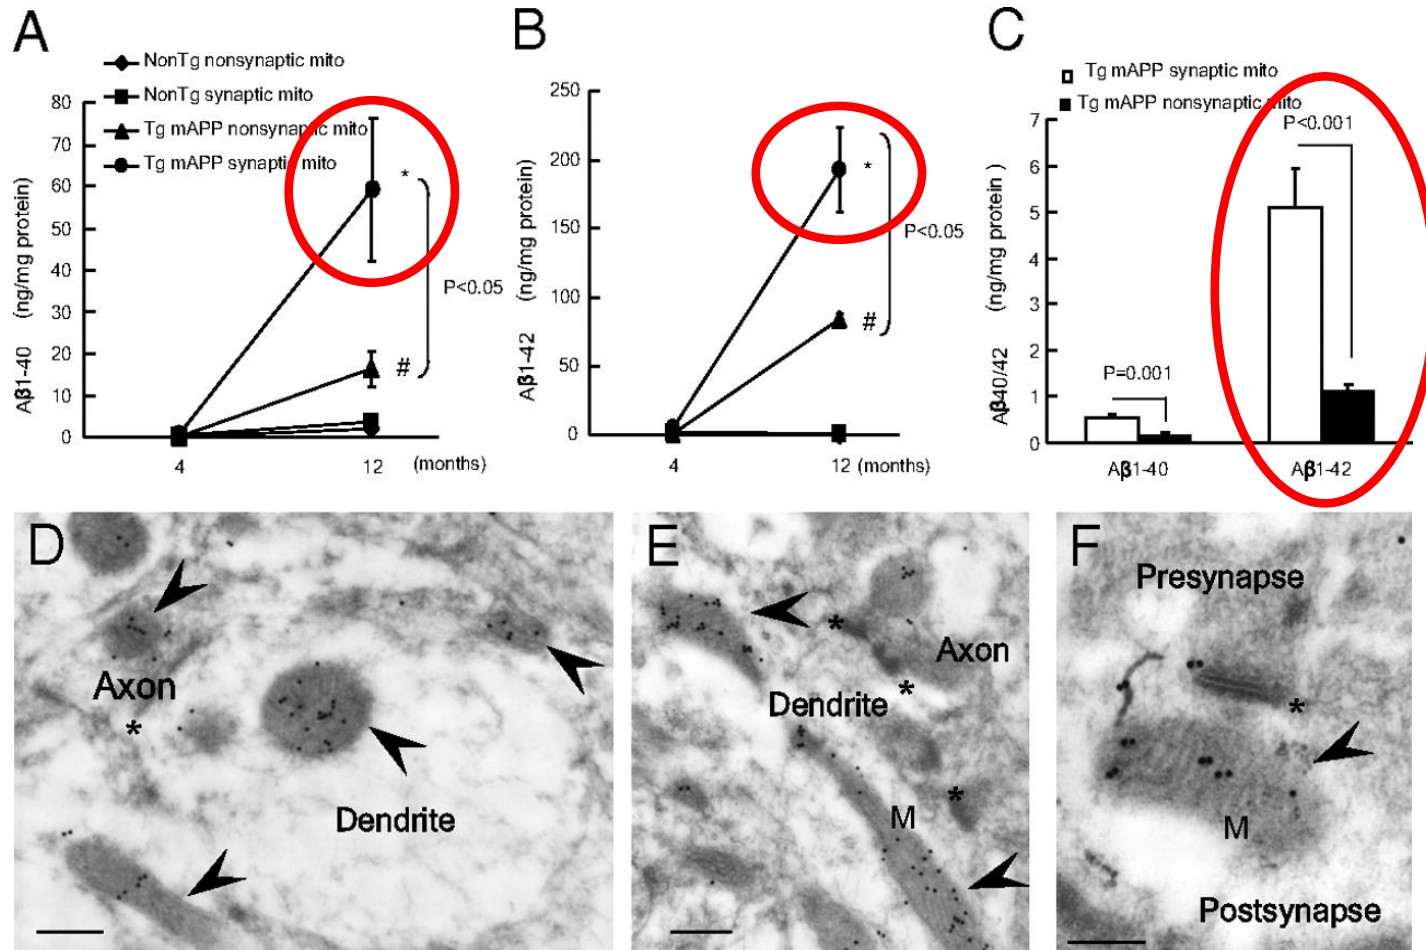 A
NonTg nonsynaptic mito
NonTg synaptic mito
Tg mAPP nonsynaptic mito
Tg mAPP synaptic mito
Aβ1-40 (ng/mg protein)
80
70
60
50
40
30
20
10
0
*
#
P<0.05
4
12
(months)
B
Aβ1-42 (ng/mg protein)
250
200
150
100
50
0
*
#
P<0.05
4
12 (months)
C
Tg mAPP synaptic mito
Tg mAPP nonsynaptic mito
Aβ40/42 (ng/mg protein )
7
6
5
4
3
2
1
0
P<0.001
P=0.001
Aβ1-40
Aβ1-42
D
Axon
*
Dendrite
E
*
Axon
*
Dendrite
*
M
F
Presynapse
*
M
Postsynapse